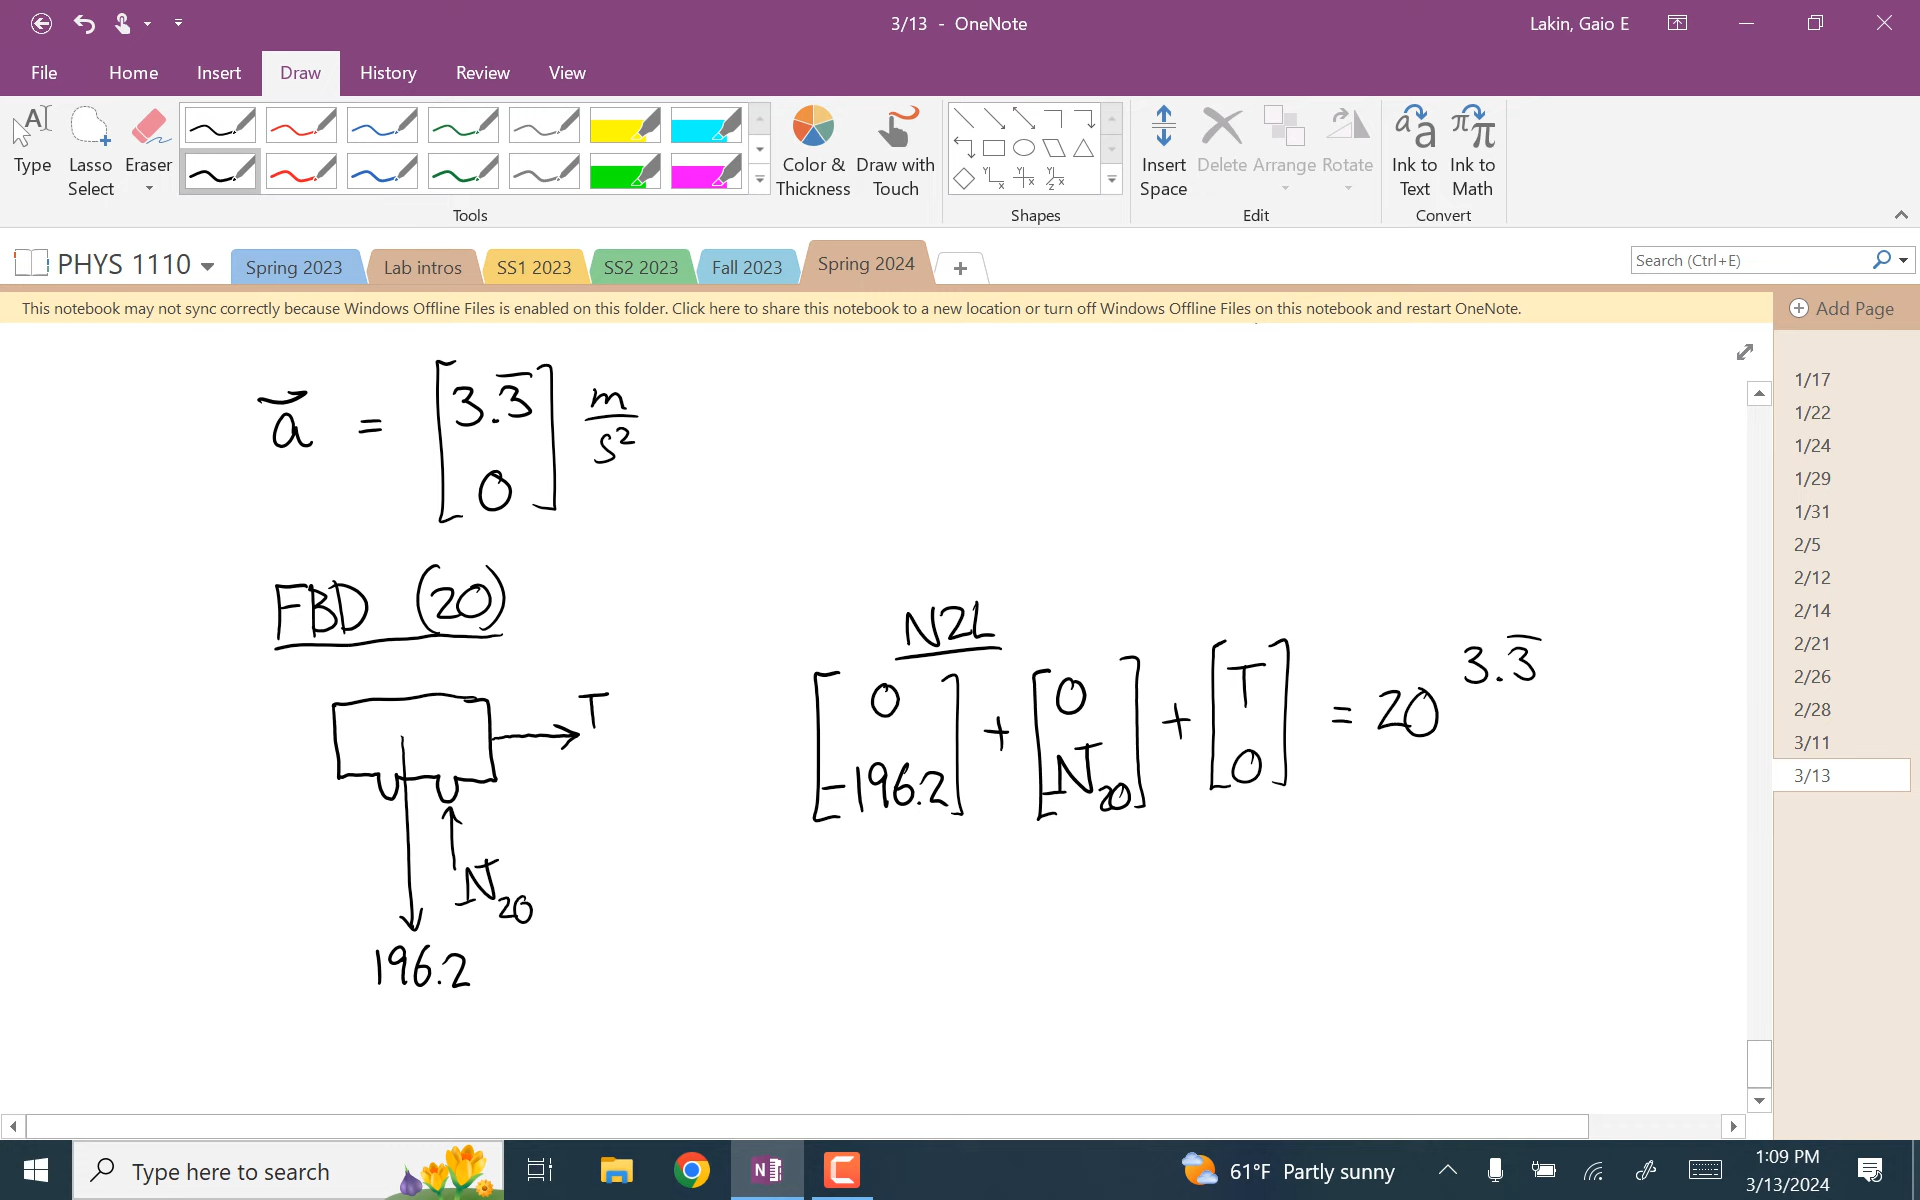 3/13 - OneNote
Lakin, Gaio E
File Home Insert Draw History Review View
Type
Lasso Select
Eraser
Color & Thickness
Draw with Touch
Insert Space
Delete
Arrange
Rotate
Ink to Text
Ink to Math
Tools
Shapes
Edit
Convert
PHYS 1110
Spring 2023
Lab intros
SS1 2023
SS2 2023
Fall 2023
Spring 2024
Search (Ctrl+E)
This notebook may not sync correctly because Windows Offline Files is enabled on this folder. Click here to share this notebook to a new location or turn off Windows Offline Files on this notebook and restart OneNote.
Add Page
1/17
1/22
1/24
1/29
1/31
2/5
2/12
2/14
2/21
2/26
2/28
3/11
3/13
a⃗ = [3.3̅ 0] m/s²
FBD (20)
T
N₂₀
196.2
N2L
[0 -196.2] + [0 N₂₀] + [T 0] = 20 3.3̅
Type here to search
61°F Partly sunny
1:09 PM
3/13/2024